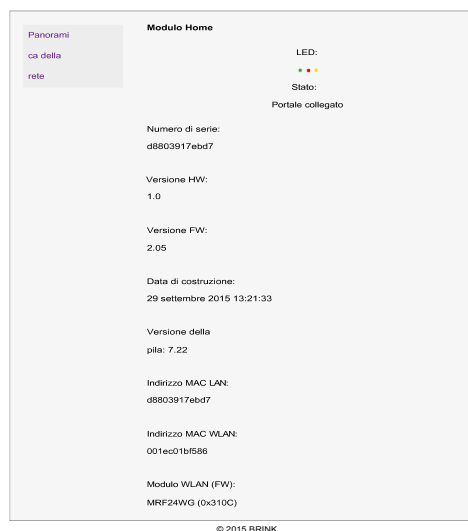 Panorami
ca della
rete
Modulo Home
LED:
Stato:
Portale collegato
Numero di serie:
d8803917ebd7
Versione HW:
1.0
Versione FW:
2.05
Data di costruzione:
29 settembre 2015 13:21:33
Versione della
pila: 7.22
Indirizzo MAC LAN:
d8803917ebd7
Indirizzo MAC WLAN:
001ec01bf586
Modulo WLAN (FW):
MRF24WG (0x310C)
© 2015 BRINK